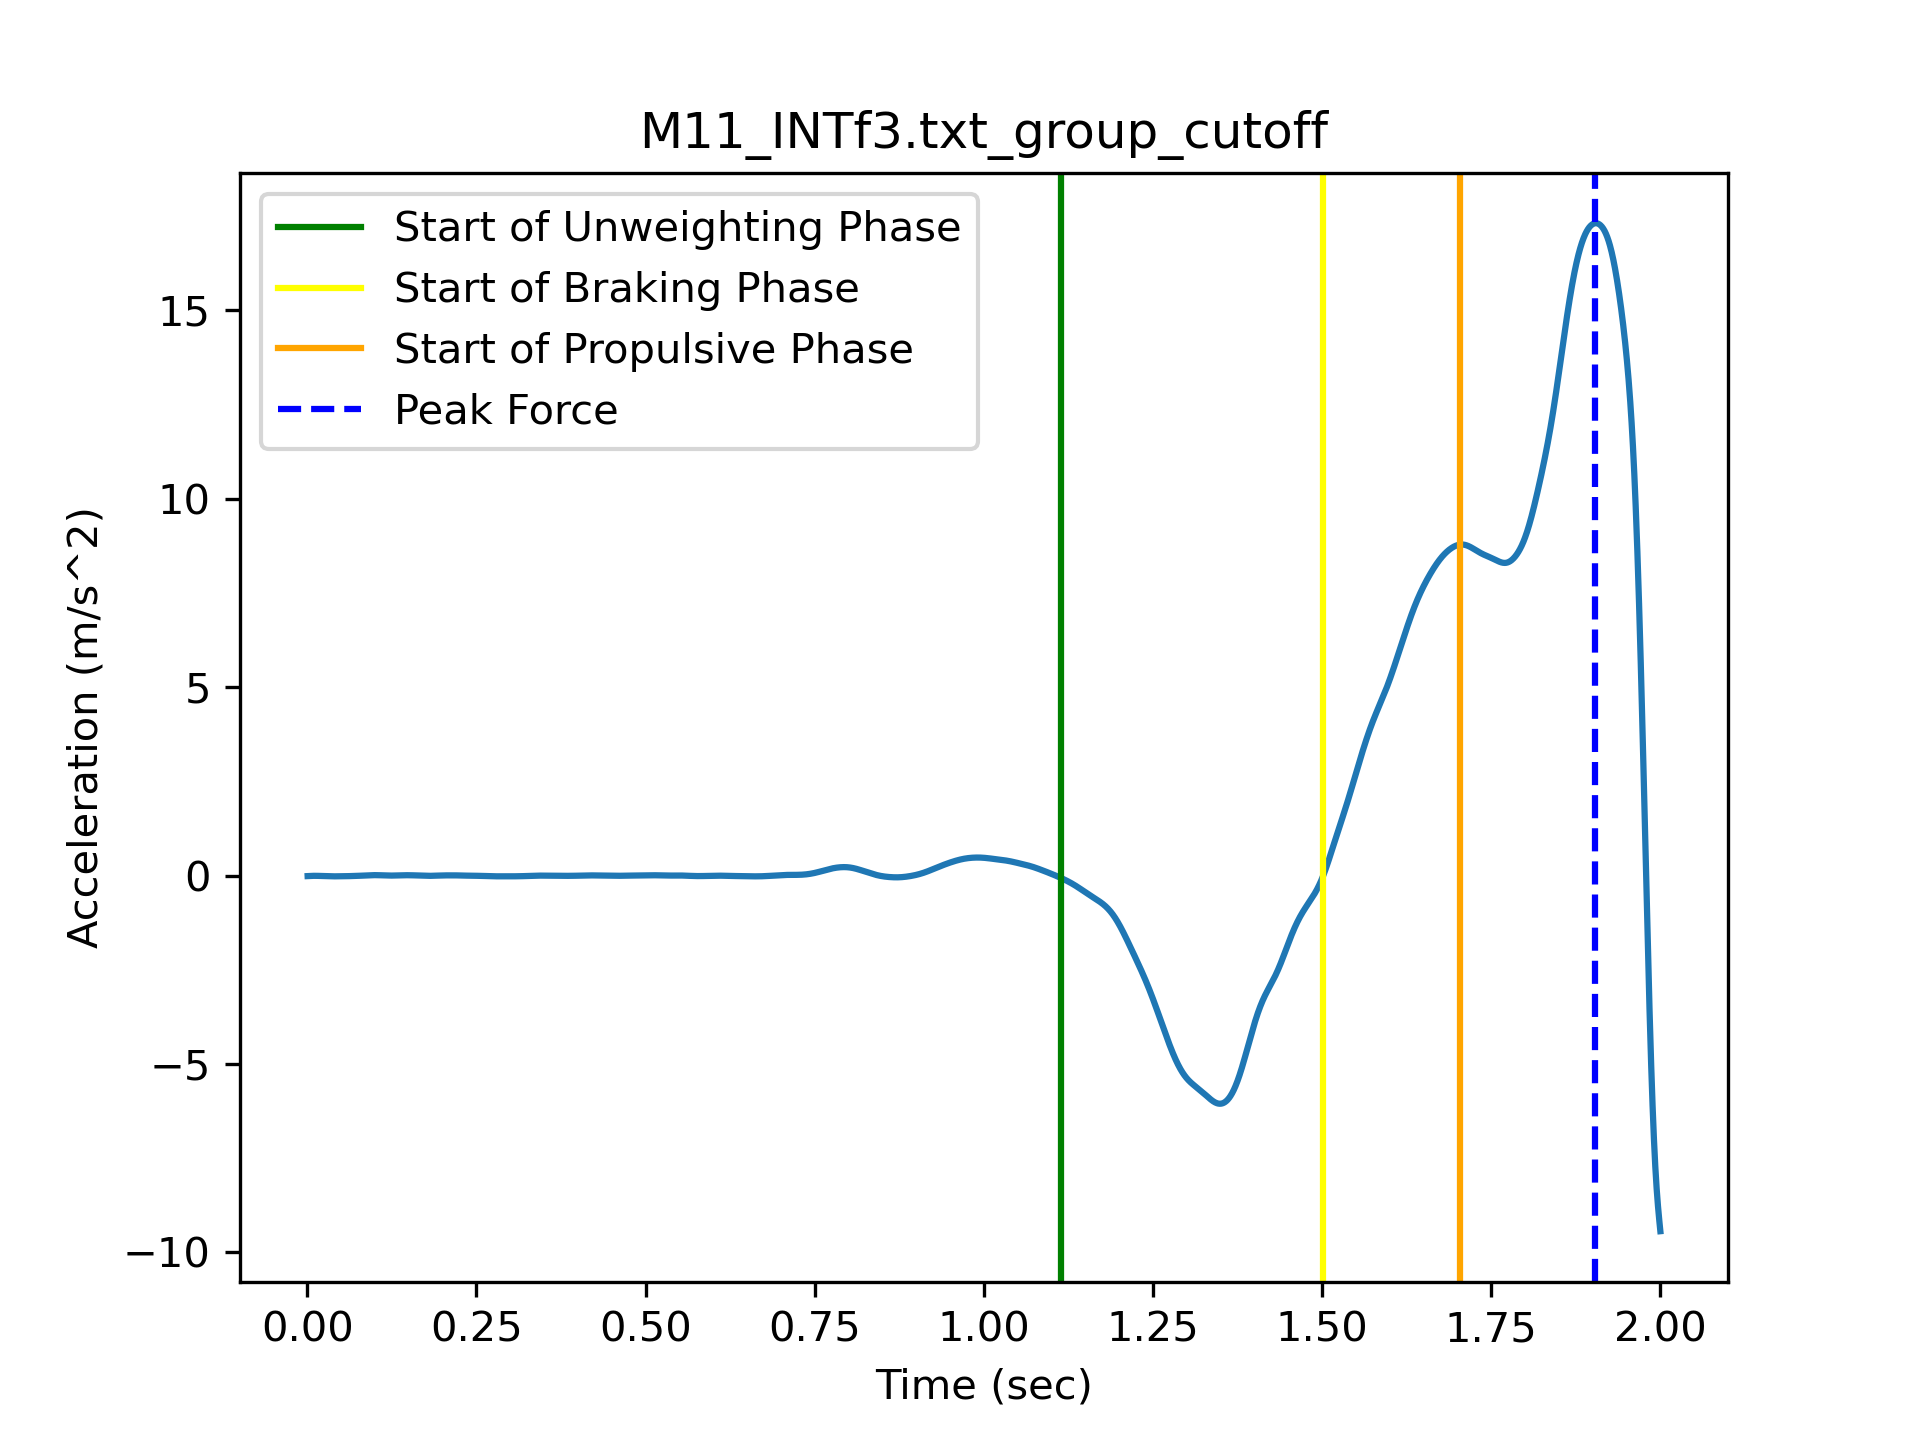 M11_INTf3.txt_group_cutoff
Start of Unweighting Phase
Start of Braking Phase
Start of Propulsive Phase
Peak Force
Acceleration (m/s^2)
15
10
5
0
−5
−10
0.00 0.25 0.50 0.75 1.00 1.25 1.50 1.75 2.00
Time (sec)